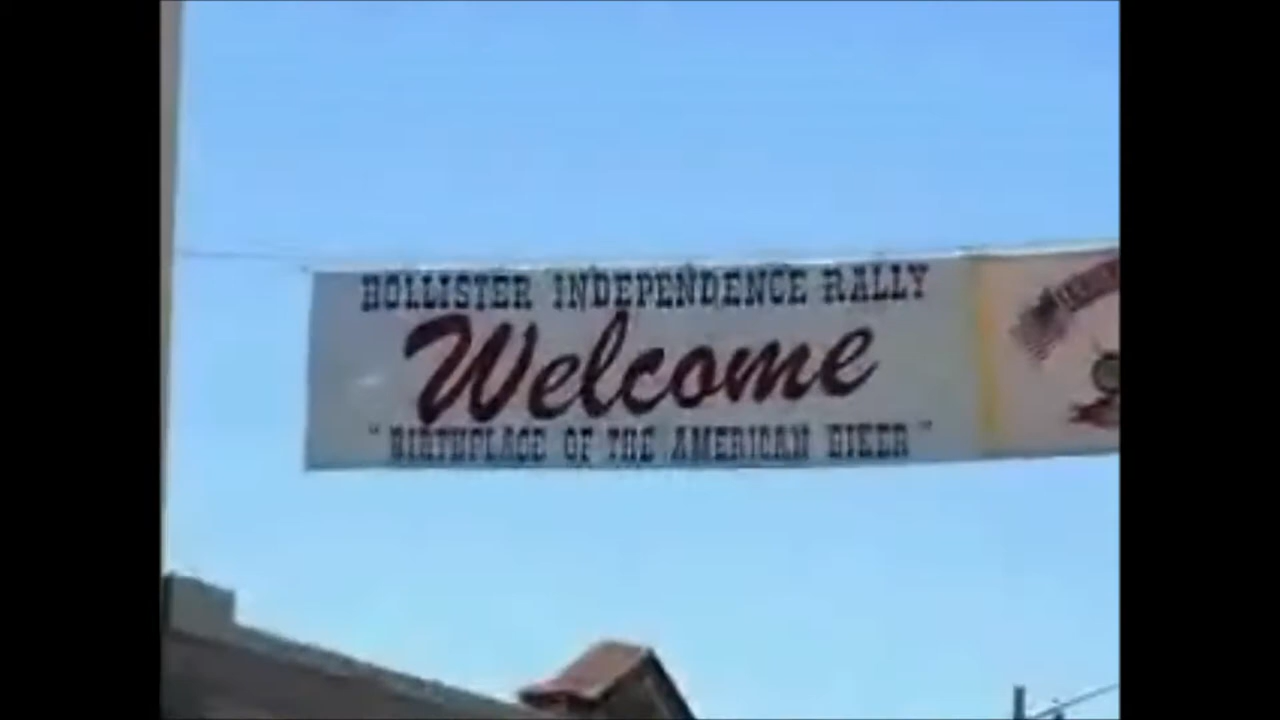 HOLLISTER INDEPENDENCE RALLY
Welcome
"BIRTHPLACE OF THE AMERICAN BIKER"